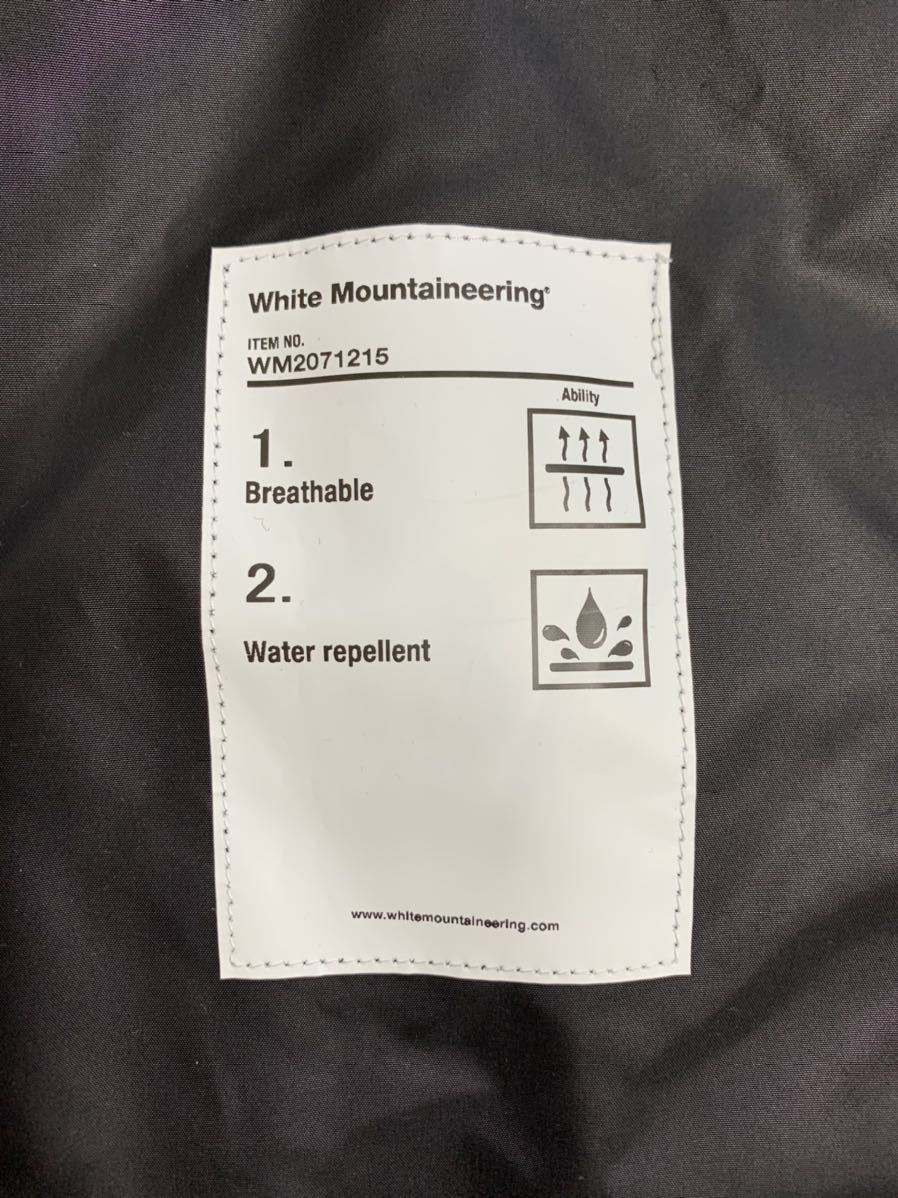 White Mountaineering
ITEM NO.
WM2071215
Ability
1.
Breathable
2.
Water repellent
www.whitemountaineering.com